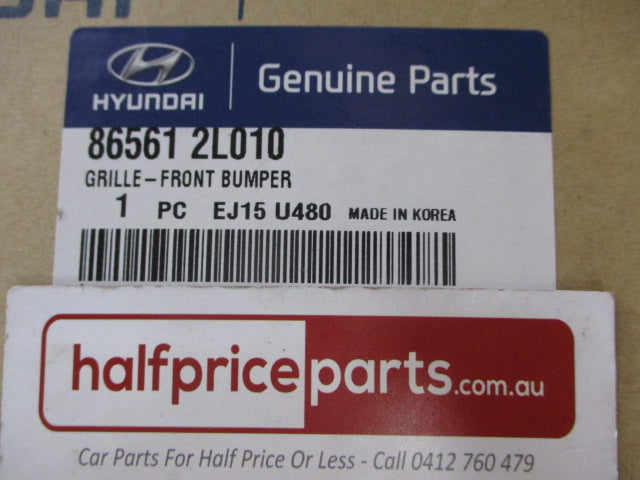 HYUNDAI
Genuine Parts
86561 2L010
GRILLE-FRONT BUMPER
1 PC EJ15 U480 MADE IN KOREA
halfpriceparts.com.au
Car Parts For Half Price Or Less - Call 0412 760 479